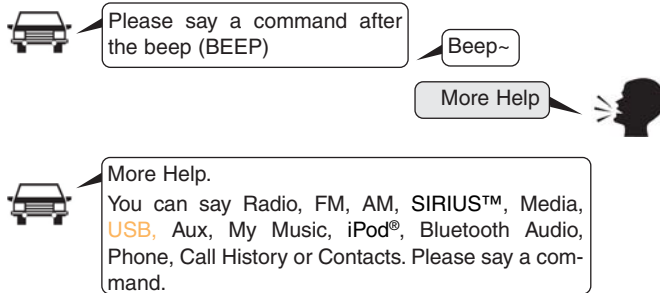 Please say a command after
the beep (BEEP)
Beep~
More Help
More Help.
You can say Radio, FM, AM, SIRIUS™, Media,
USB, Aux, My Music, iPod®, Bluetooth Audio,
Phone, Call History or Contacts. Please say a com-
mand.